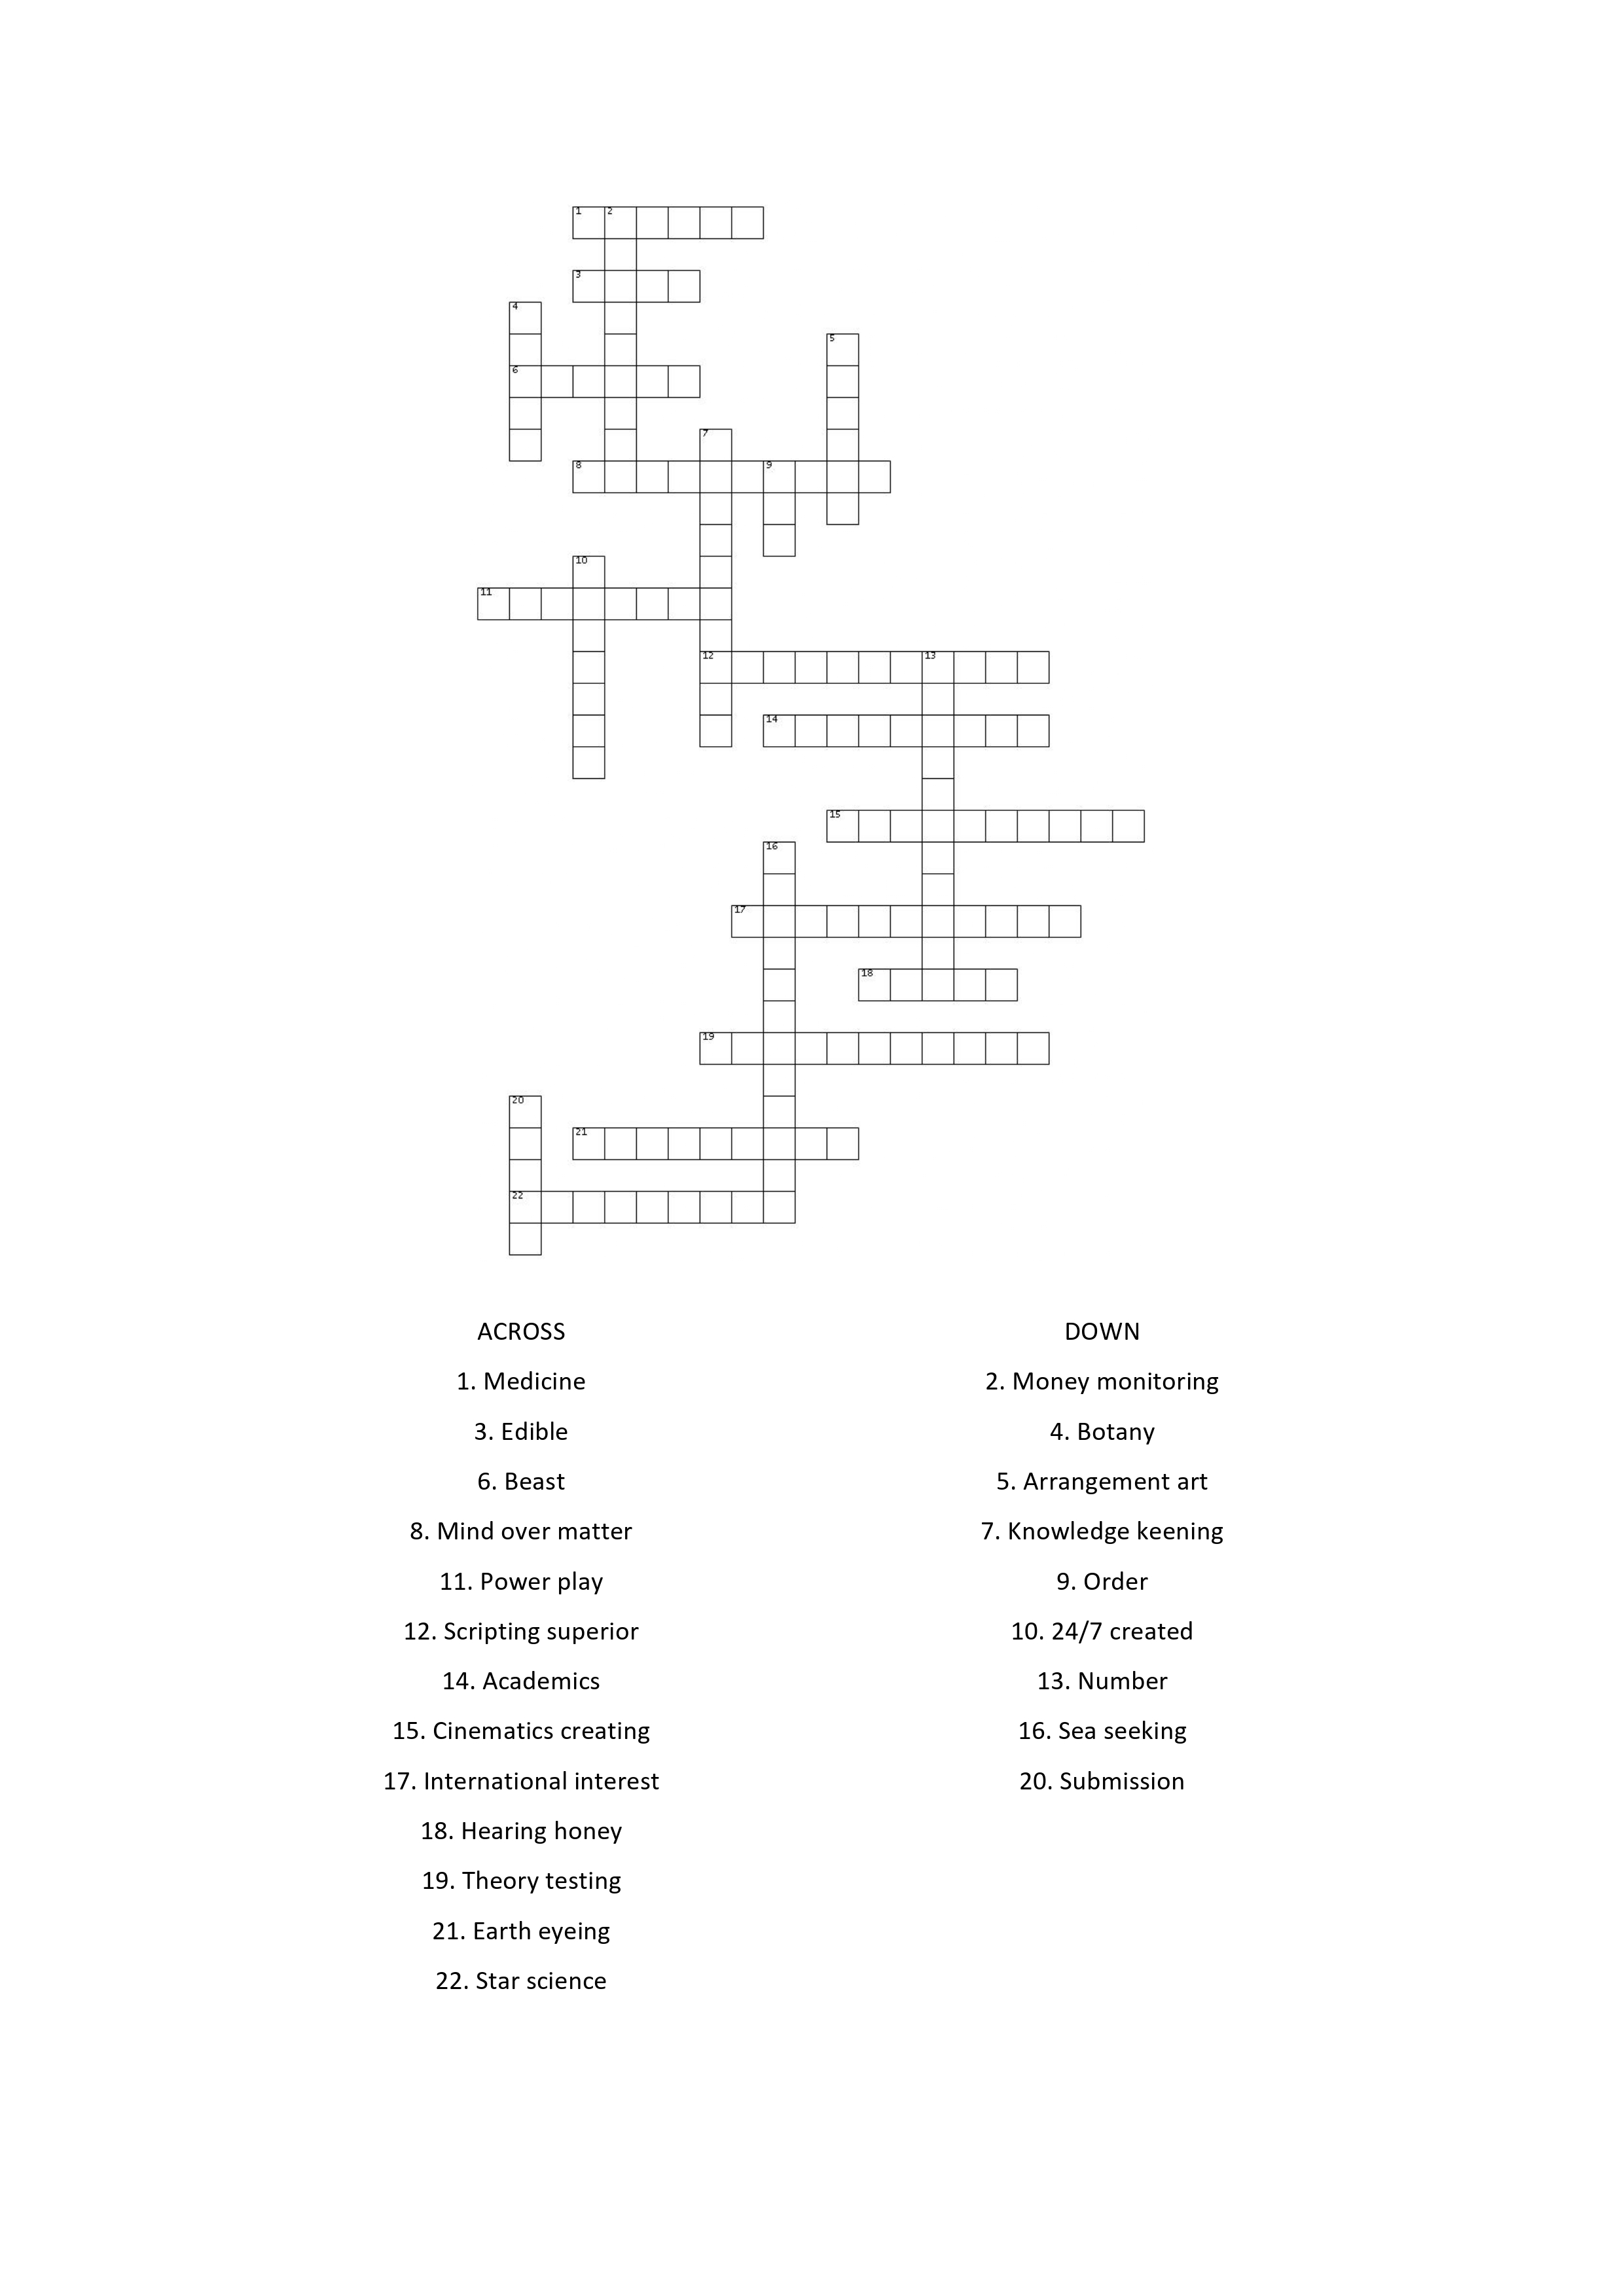 1 2
3
4
5
6
7
8 9
10
11
12 13
14
15
16
17
18
19
20
21
22
ACROSS
1. Medicine
3. Edible
6. Beast
8. Mind over matter
11. Power play
12. Scripting superior
14. Academics
15. Cinematics creating
17. International interest
18. Hearing honey
19. Theory testing
21. Earth eyeing
22. Star science
DOWN
2. Money monitoring
4. Botany
5. Arrangement art
7. Knowledge keening
9. Order
10. 24/7 created
13. Number
16. Sea seeking
20. Submission